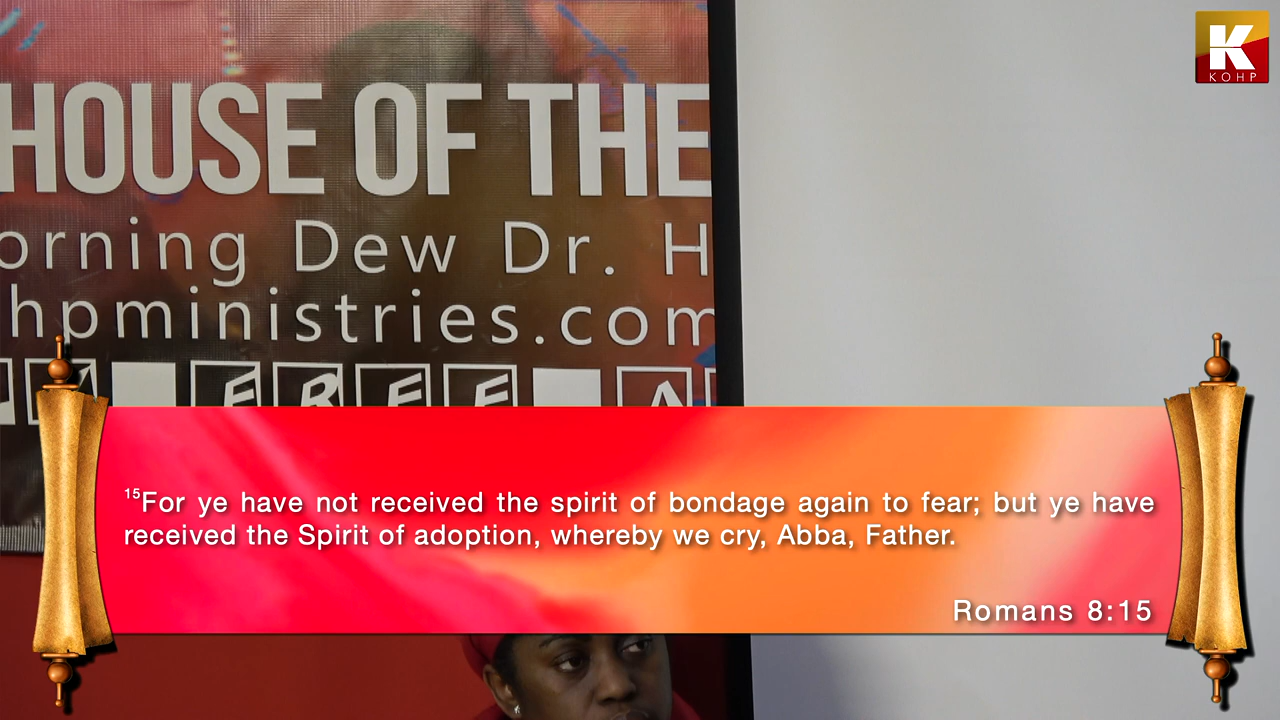 K
KOHP
HOUSE OF THE
orning Dew Dr. H
hpministries.com
FREE A
15For ye have not received the spirit of bondage again to fear; but ye have
received the Spirit of adoption, whereby we cry, Abba, Father.
Romans 8:15